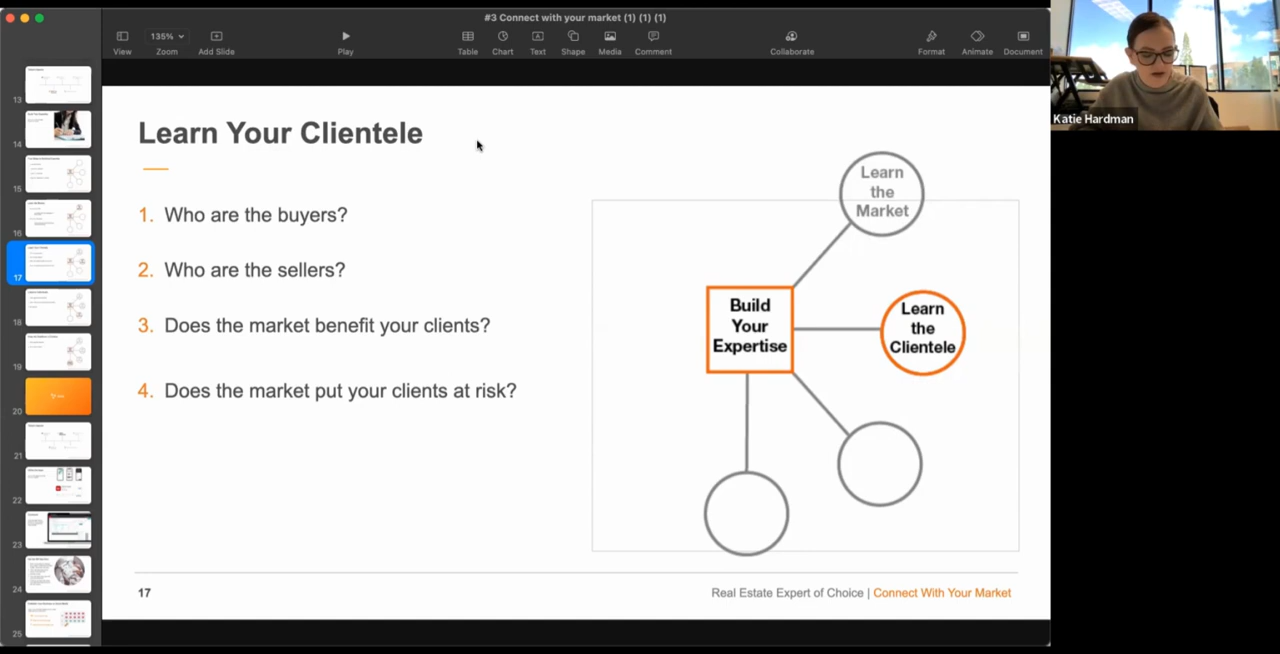 #3 Connect with your market (1) (1) (1)
135%
View
Zoom
Add Slide
Play
Table
Chart
Text
Shape
Media
Comment
Collaborate
Format
Animate
Document
Katie Hardman
13
14
15
16
17
18
19
20
21
22
23
24
25
Learn Your Clientele
1. Who are the buyers?
2. Who are the sellers?
3. Does the market benefit your clients?
4. Does the market put your clients at risk?
Learn
the
Market
Build
Your
Expertise
Learn
the
Clientele
17
Real Estate Expert of Choice | Connect With Your Market